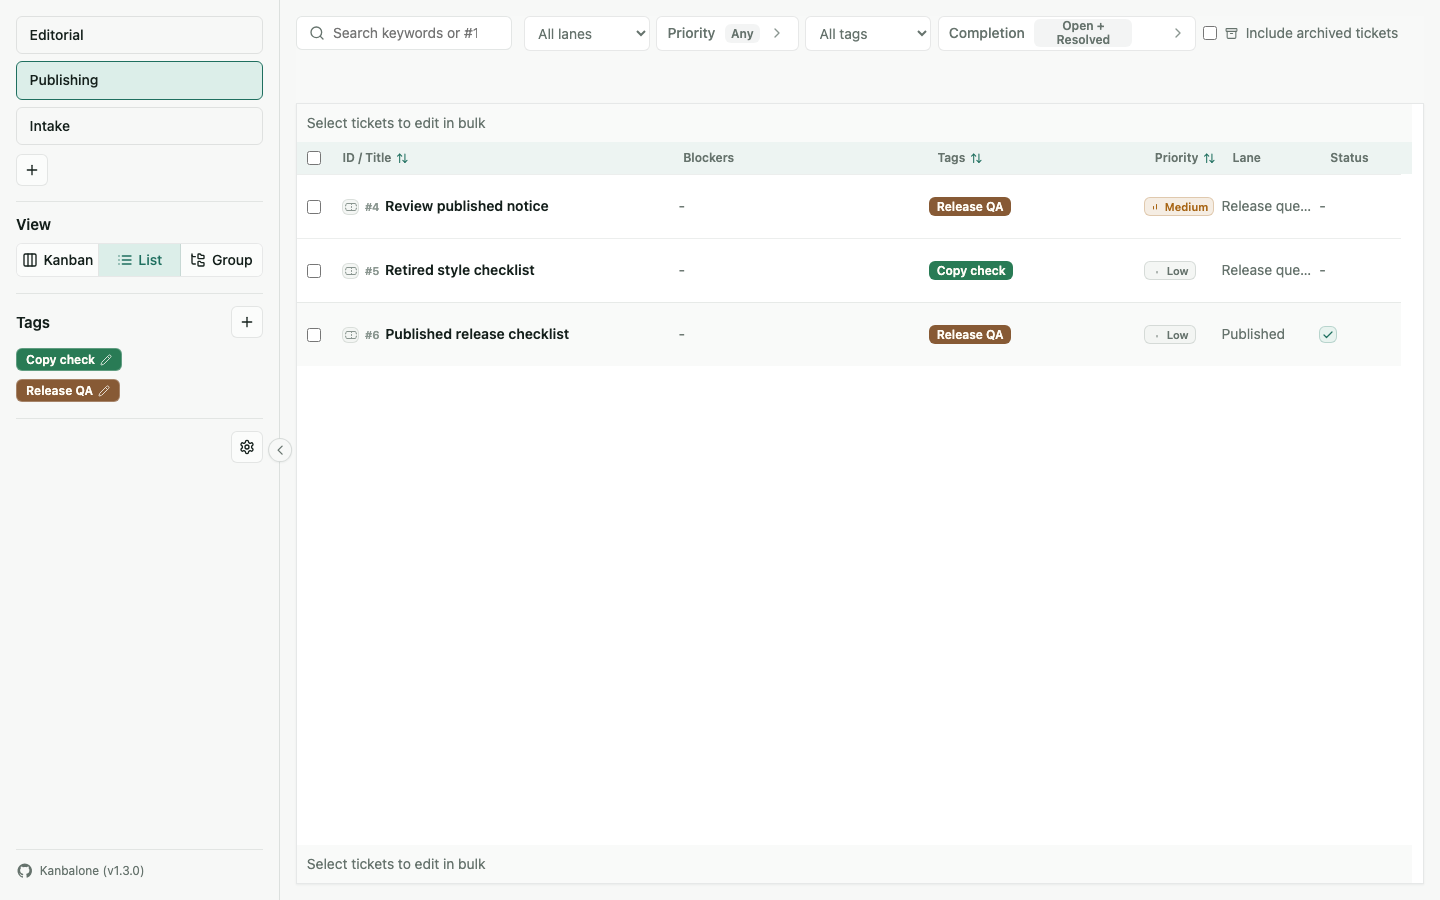 Editorial
Publishing
Intake
View
Kanban
List
Group
Tags
Copy check
Release QA
Kanbalone (v1.3.0)
Search keywords or #1
All lanes
Priority Any
All tags
Completion Open + Resolved
Include archived tickets
Select tickets to edit in bulk
ID / Title Blockers Tags Priority Lane Status
#4 Review published notice - Release QA Medium Release que... -
#5 Retired style checklist - Copy check Low Release que... -
#6 Published release checklist - Release QA Low Published
Select tickets to edit in bulk